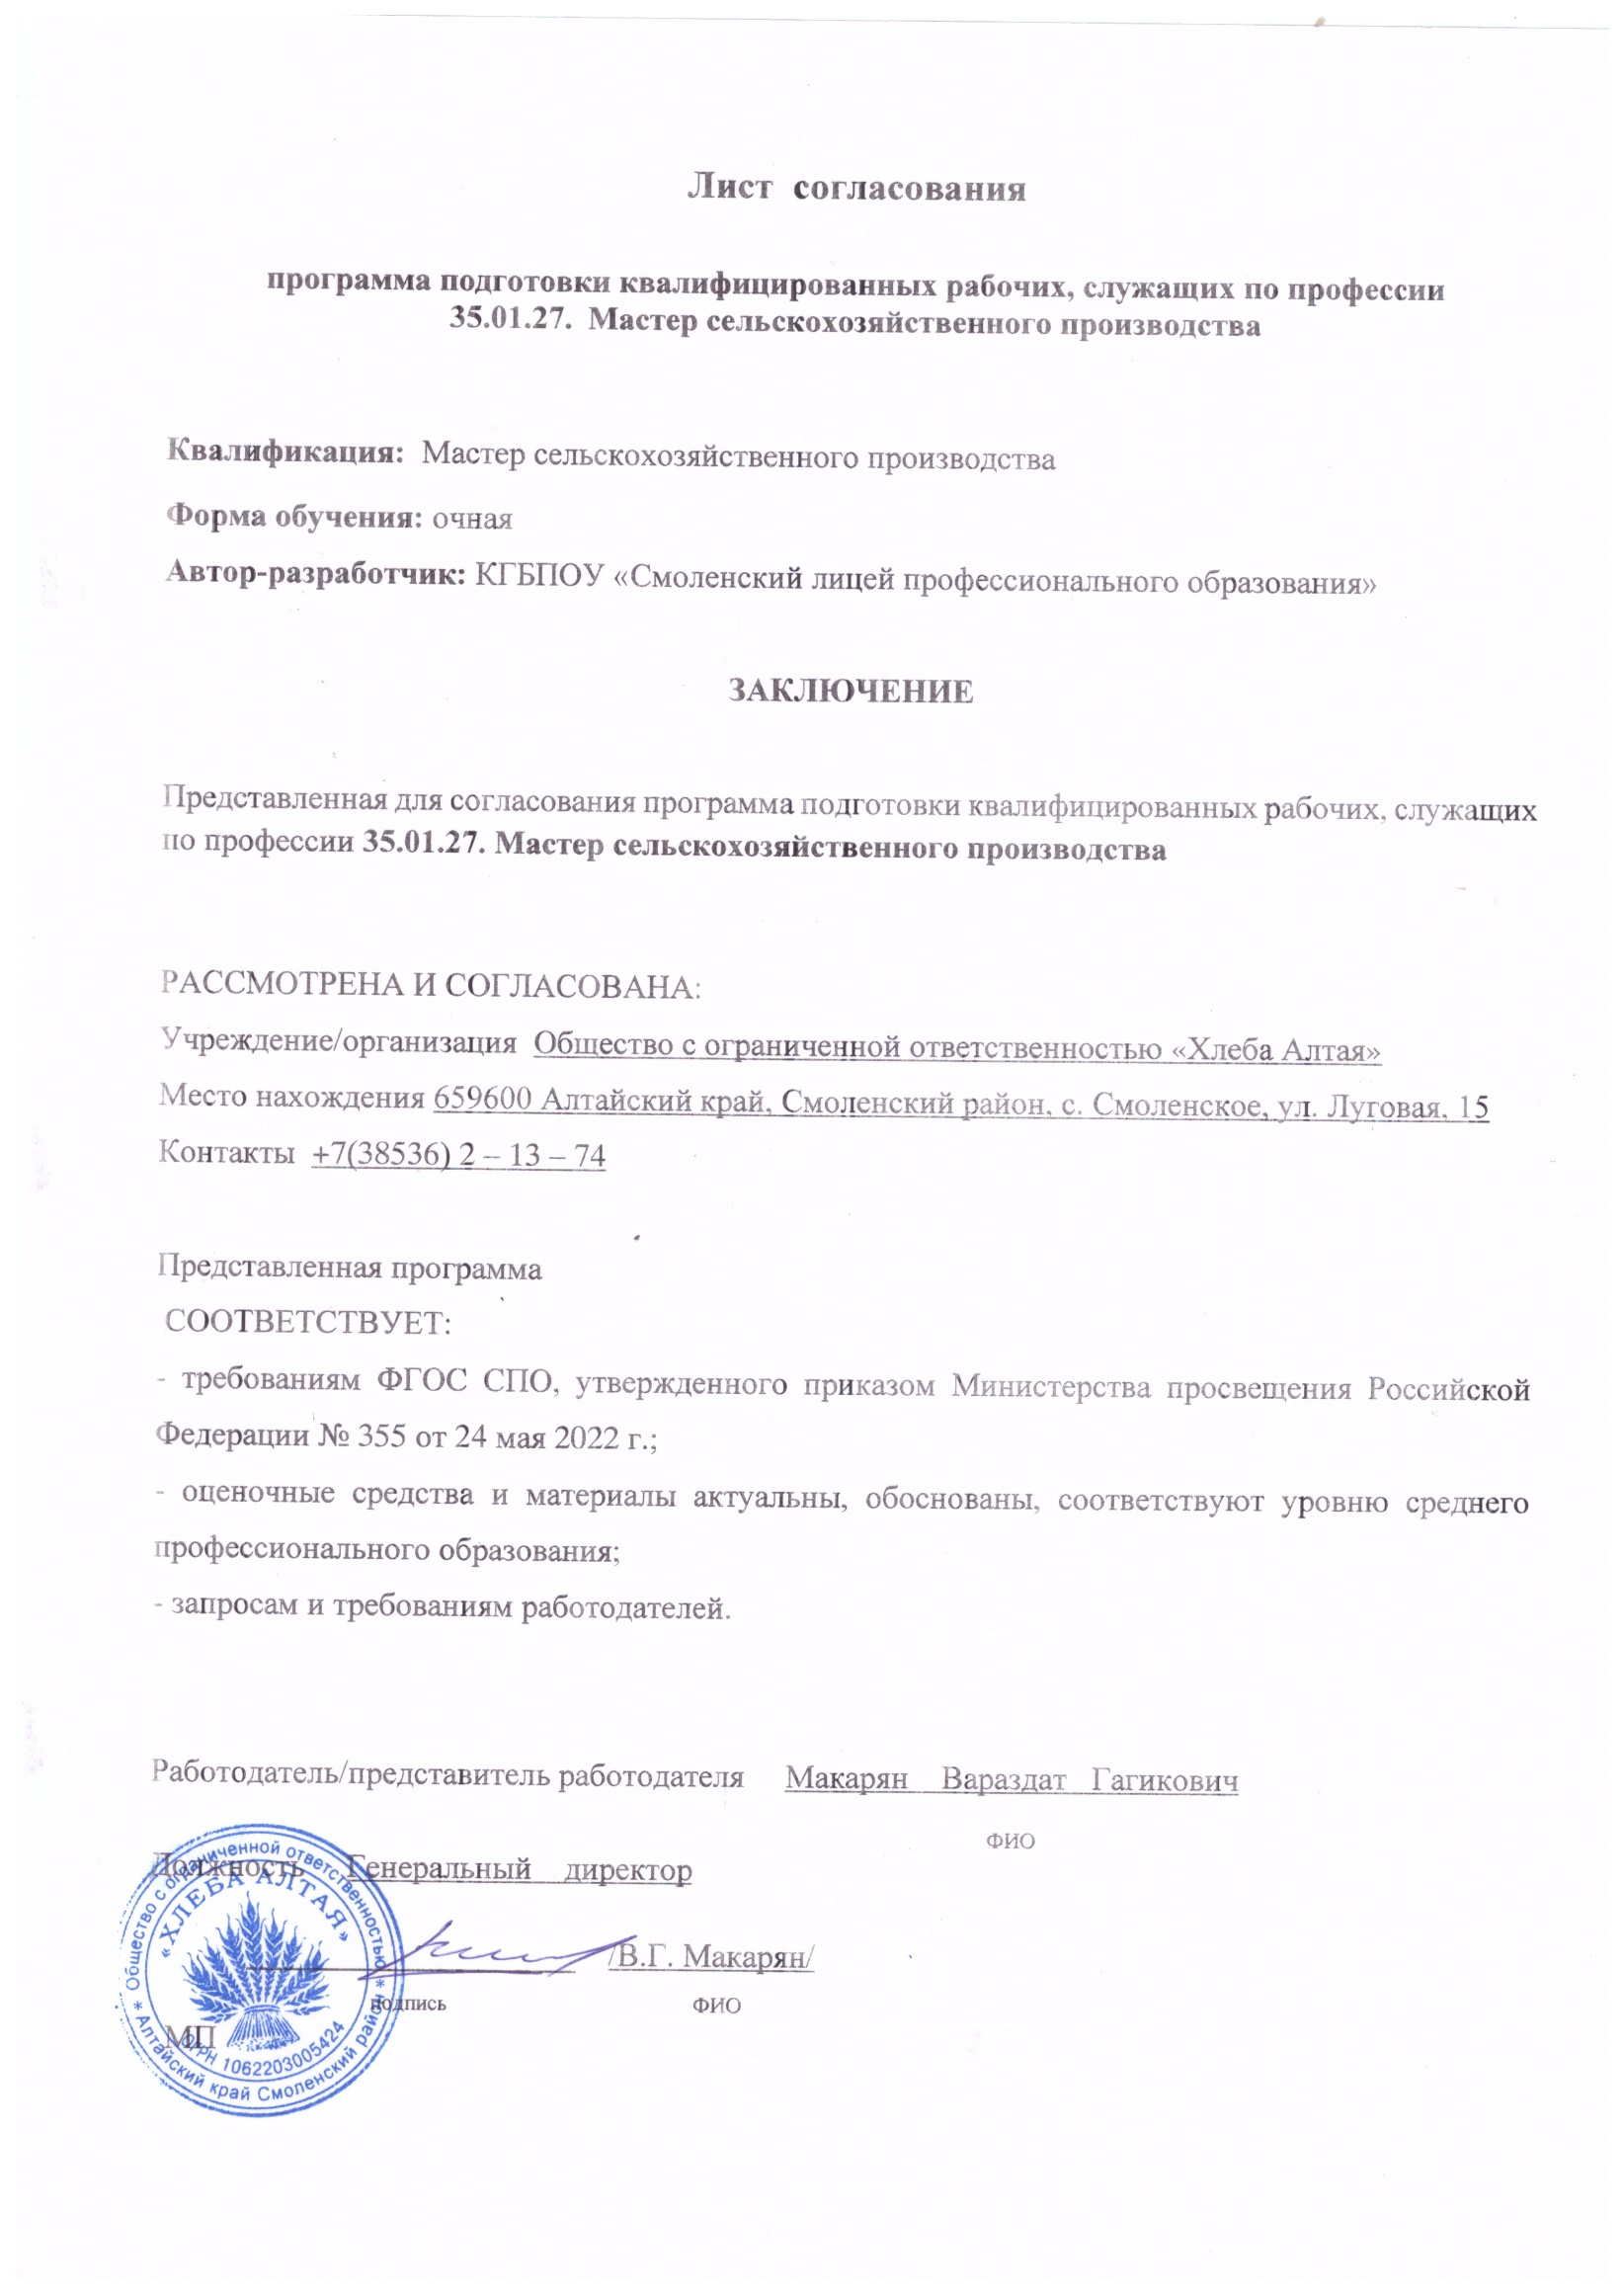 Лист согласования
программа подготовки квалифицированных рабочих, служащих по профессии
35.01.27. Мастер сельскохозяйственного производства
Квалификация: Мастер сельскохозяйственного производства
Форма обучения: очная
Автор-разработчик: КГБПОУ «Смоленский лицей профессионального образования»
ЗАКЛЮЧЕНИЕ
Представленная для согласования программа подготовки квалифицированных рабочих, служащих
по профессии 35.01.27. Мастер сельскохозяйственного производства
РАССМОТРЕНА И СОГЛАСОВАНА:
Учреждение/организация Общество с ограниченной ответственностью «Хлеба Алтая»
Место нахождения 659600 Алтайский край, Смоленский район, с. Смоленское, ул. Луговая, 15
Контакты +7(38536) 2 – 13 – 74
Представленная программа
СООТВЕТСТВУЕТ:
- требованиям ФГОС СПО, утвержденного приказом Министерства просвещения Российской
Федерации № 355 от 24 мая 2022 г.;
- оценочные средства и материалы актуальны, обоснованы, соответствуют уровню среднего
профессионального образования;
- запросам и требованиям работодателей.
Работодатель/представитель работодателя Макарян Вараздат Гагикович
ФИО
Должность Генеральный директор
/В.Г. Макарян/
подпись ФИО
МП
Общество с ограниченной ответственностью
«ХЛЕБА АЛТАЯ»
ОГРН 1062203005424
* Алтайский край Смоленский район *